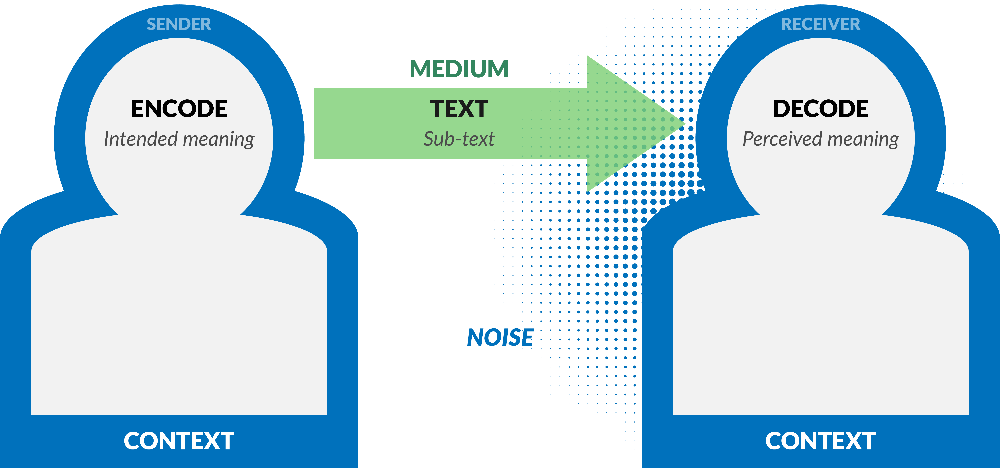 SENDER
ENCODE
Intended meaning
CONTEXT
MEDIUM
TEXT
Sub-text
NOISE
RECEIVER
DECODE
Perceived meaning
CONTEXT